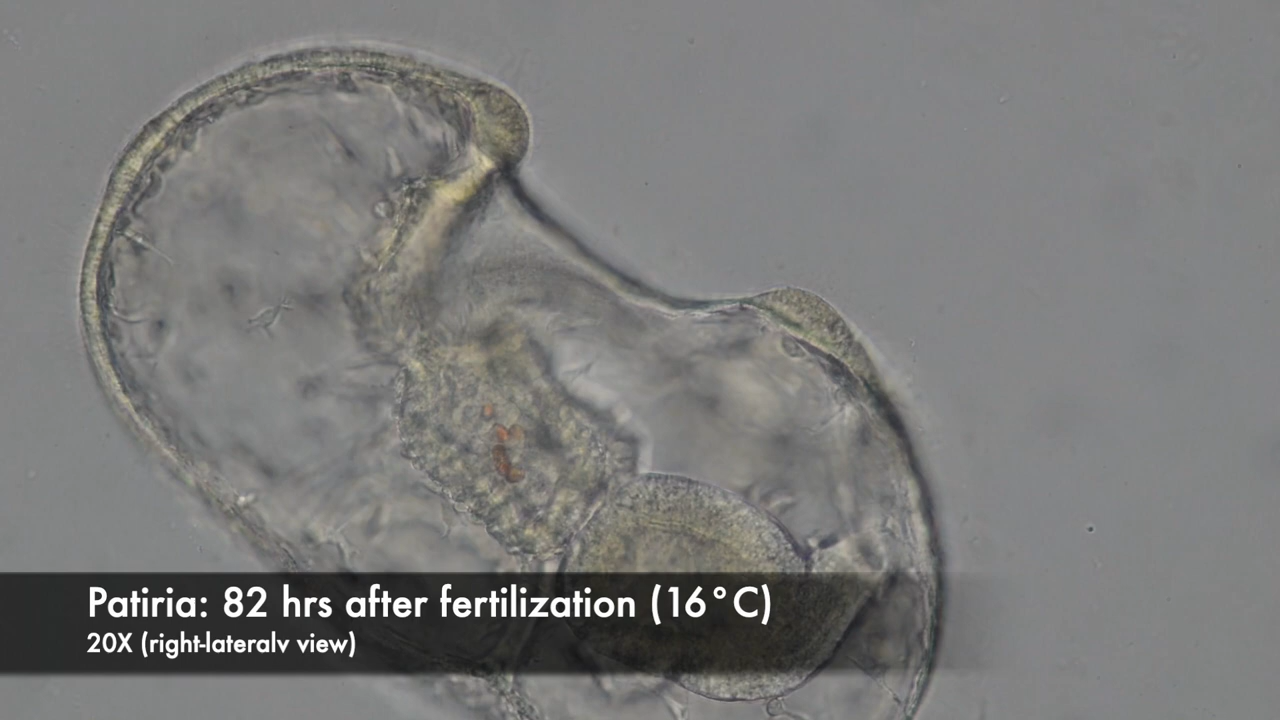 Patiria: 82 hrs after fertilization (16°C)
20X (right-lateralv view)